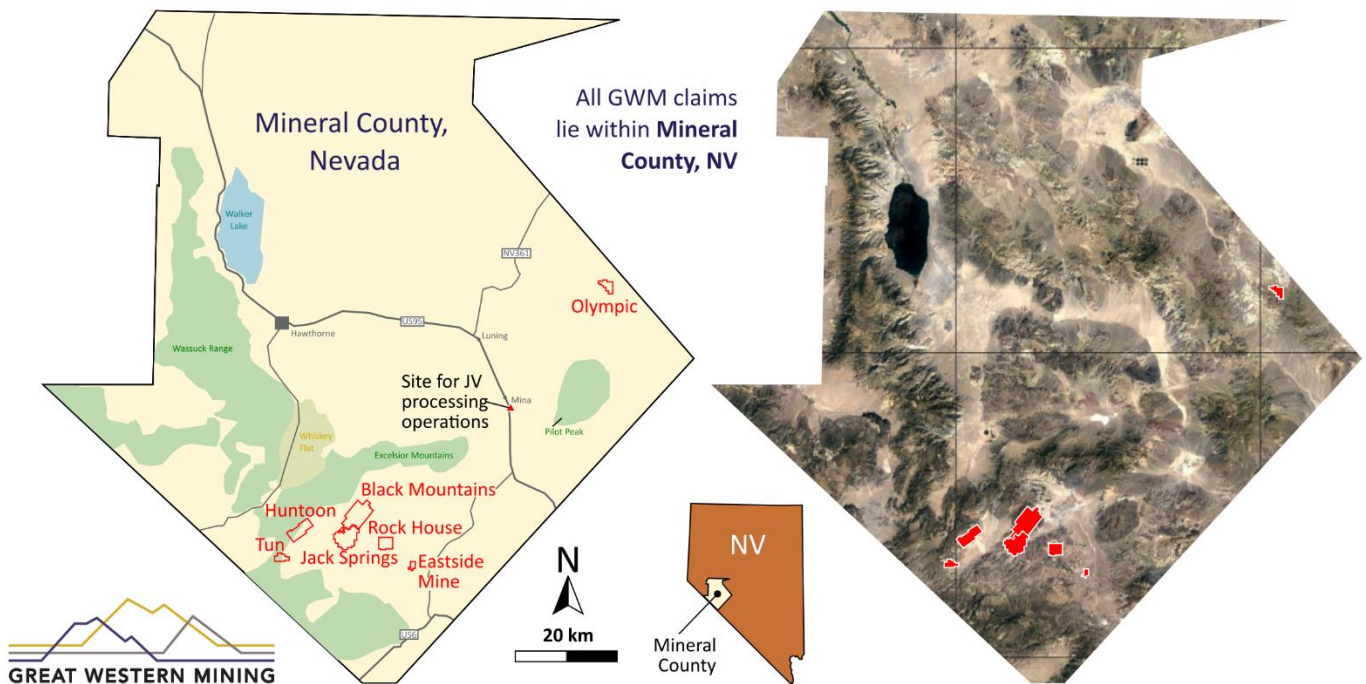 Mineral County,
Nevada
All GWM claims
lie within Mineral
County, NV
Walker
Lake
NV361
Olympic
US95
Hawthorne
Luning
Wassuck Range
Site for JV
processing
operations
Mina
Pilot Peak
Whiskey
Flat
Excelsior Mountains
Black Mountains
Huntoon
Rock House
Tun
Jack Springs
Eastside
Mine
N
20 km
NV
Mineral
County
US6
GREAT WESTERN MINING